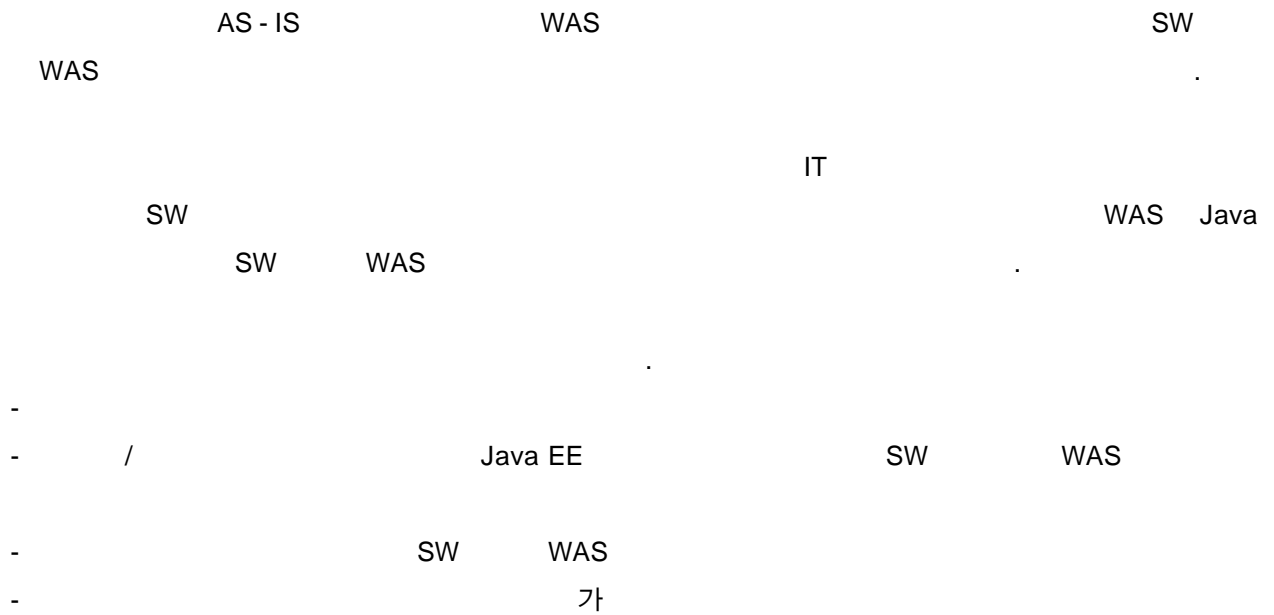 AS - IS WAS SW
WAS .
IT
SW WAS Java
SW WAS .
.
-
- / Java EE SW WAS
- SW WAS
- 가